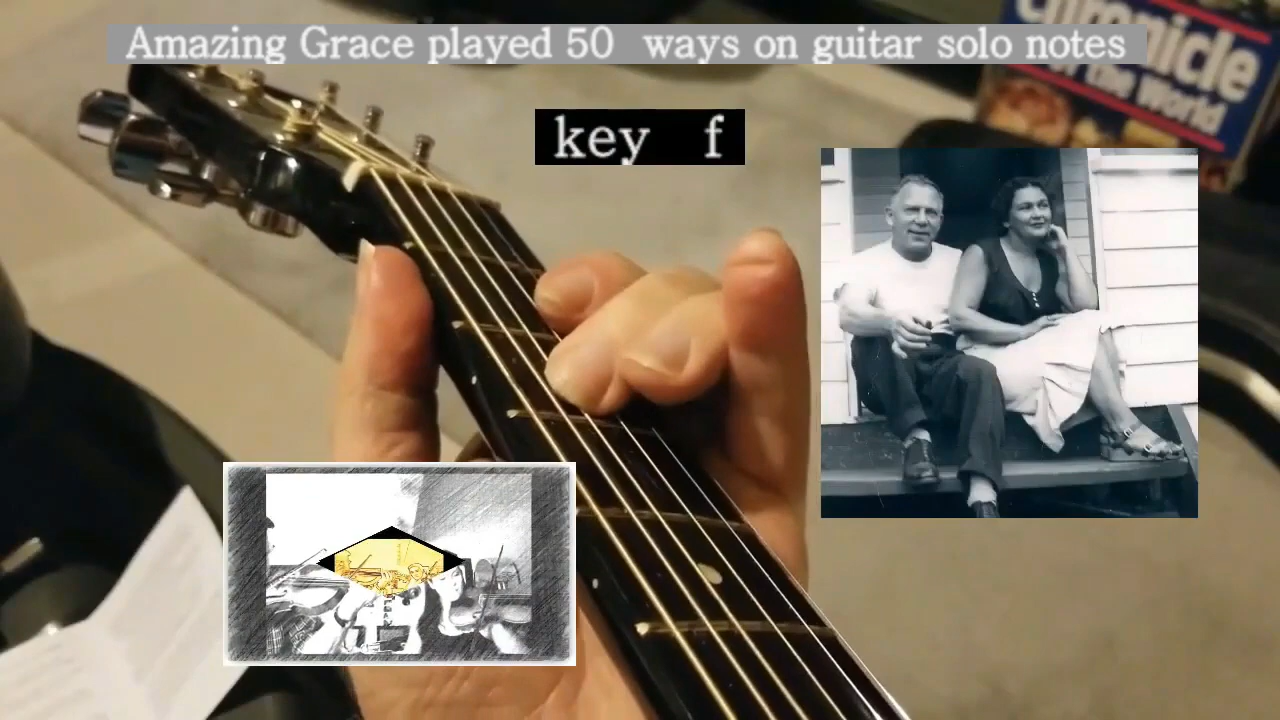 Amazing Grace played 50 ways on guitar solo notes
key f
Chronicle
of the World